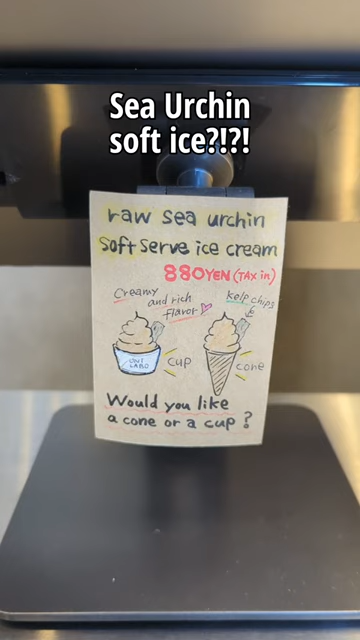 Sea Urchin
soft ice?!?!
raw sea urchin
Soft serve ice cream
880YEN (TAX in)
Creamy
and rich
flavor
kelp chips
UNI
LABO
cup
cone
Would you like
a cone or a cup?